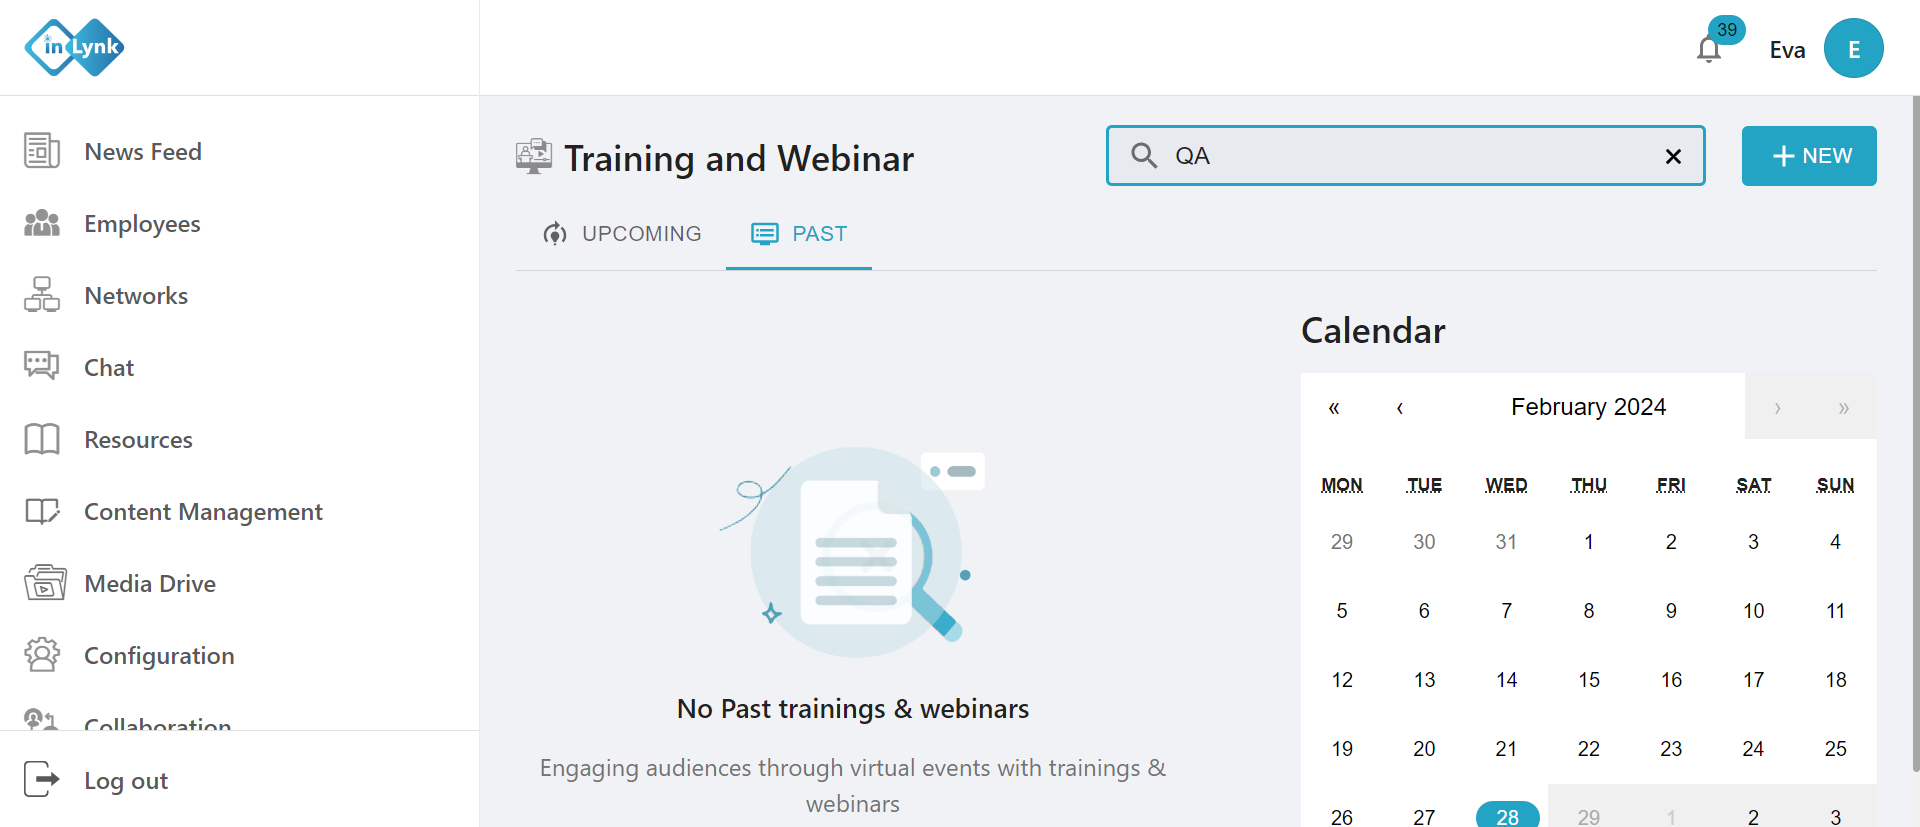 in Lynk
39
Eva
E
News Feed
Employees
Networks
Chat
Resources
Content Management
Media Drive
Configuration
Collaboration
Log out
Training and Webinar
QA
NEW
UPCOMING
PAST
No Past trainings & webinars
Engaging audiences through virtual events with trainings &
webinars
Calendar
« ‹ February 2024 › »
MON TUE WED THU FRI SAT SUN
29 30 31 1 2 3 4
5 6 7 8 9 10 11
12 13 14 15 16 17 18
19 20 21 22 23 24 25
26 27 28 29 1 2 3